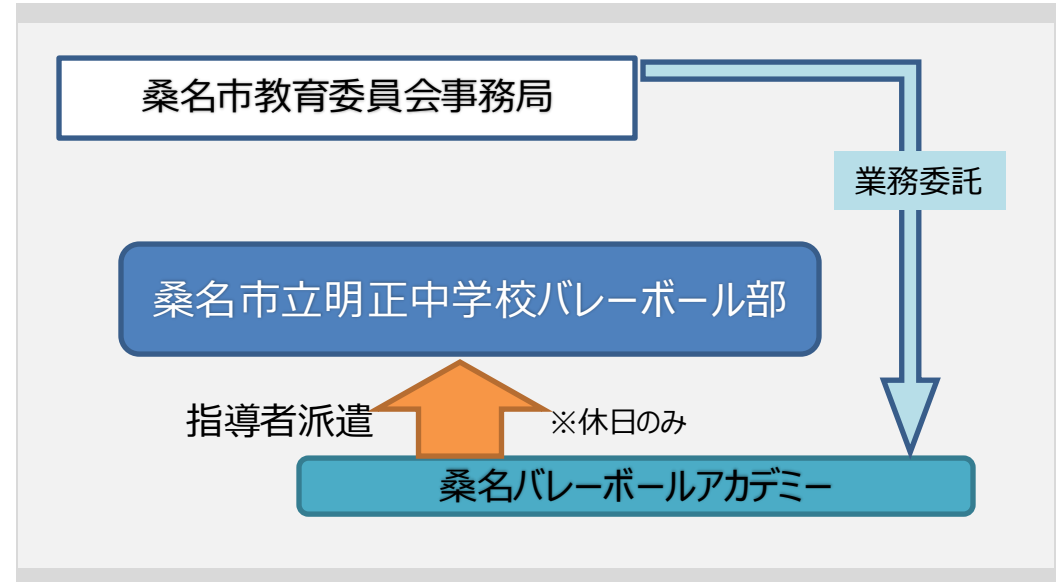 桑名市教育委員会事務局
業務委託
桑名市立明正中学校バレーボール部
指導者派遣
※休日のみ
桑名バレーボールアカデミー